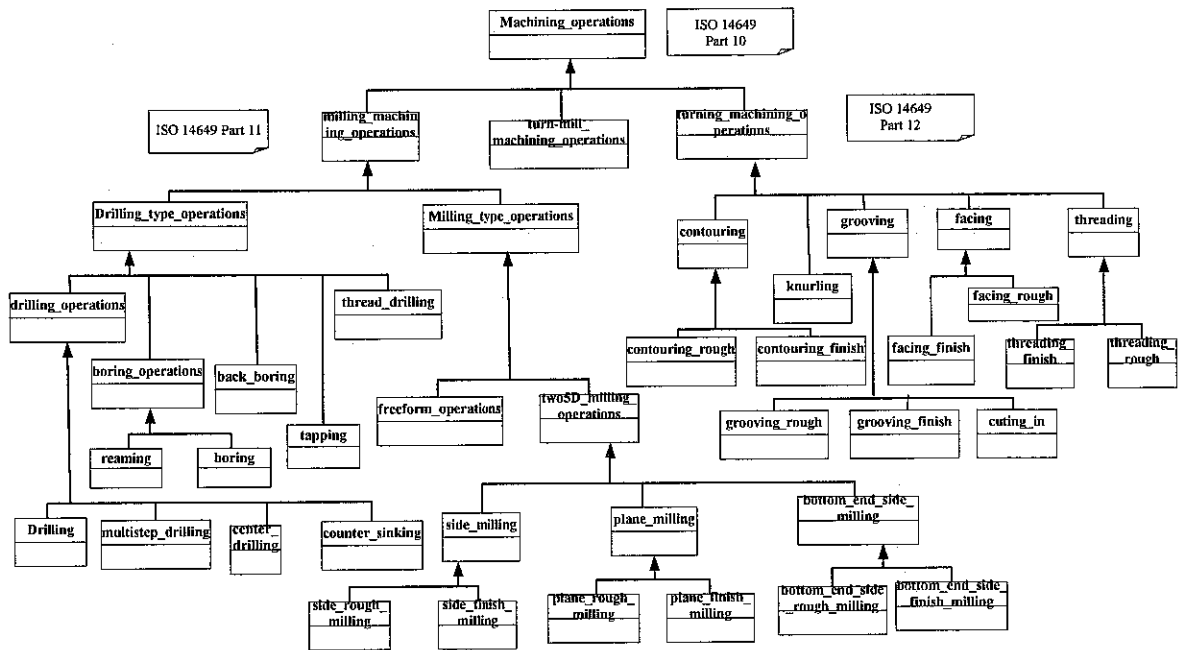 Machining_operations
ISO 14649
Part 10
ISO 14649 Part 11
milling_machin
ing_operations
turn-mill_
machining_operations
turning_machining_o
perations
ISO 14649
Part 12
Drilling_type_operations
Milling_type_operations
contouring
grooving
facing
threading
drilling_operations
thread_drilling
knurling
facing_rough
boring_operations
back_boring
contouring_rough
contouring_finish
facing_finish
threading_
finish
threading_
rough
freeform_operations
two5D_milling_
operations
grooving_rough
grooving_finish
cuting_in
reaming
boring
tapping
Drilling
multistep_drilling
center_
drilling
counter_sinking
side_milling
plane_milling
bottom_end_side_
milling
side_rough_
milling
side_finish_
milling
plane_rough_
milling
plane_finish_
milling
bottom_end_side
_rough_milling
bottom_end_side_
finish_milling